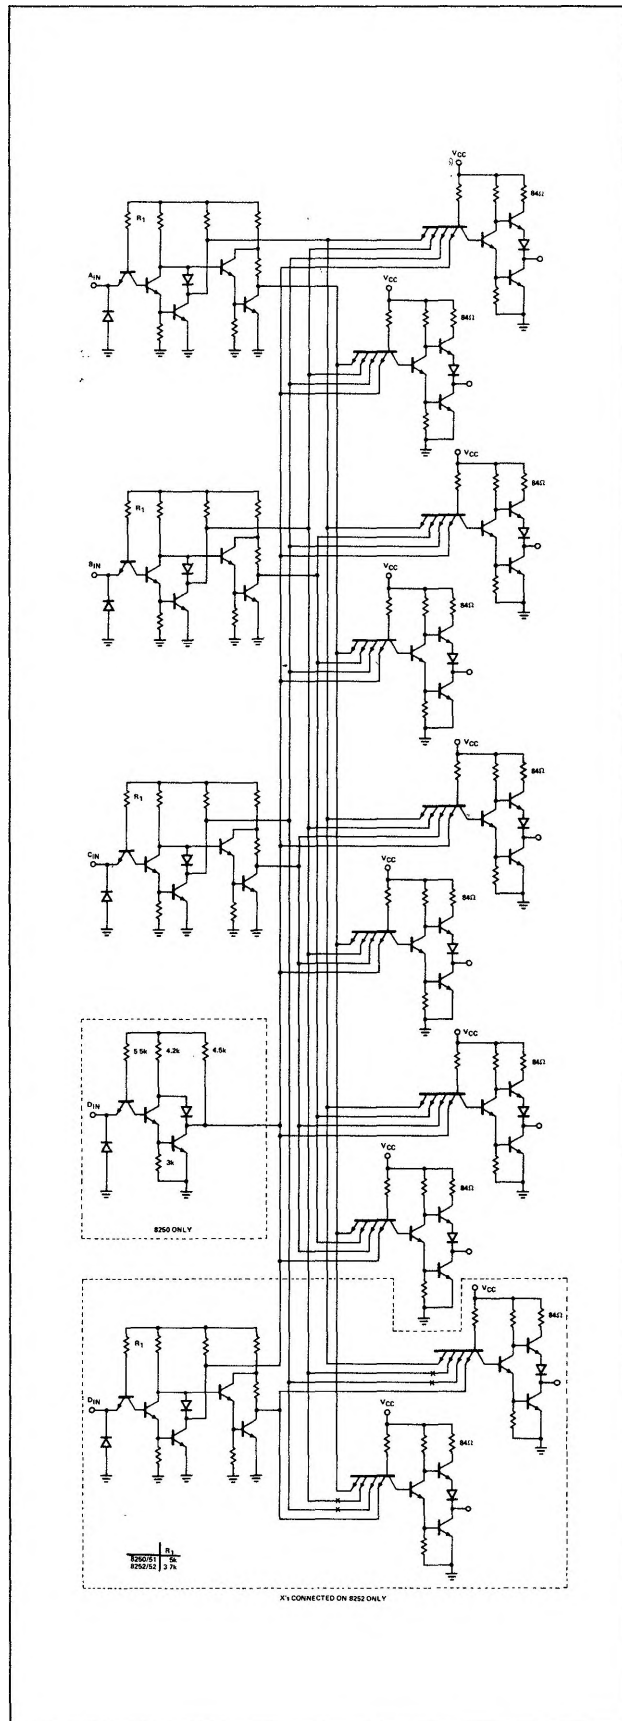 VCC
84Ω
R1
AIN
VCC
84Ω
VCC
84Ω
R1
BIN
VCC
84Ω
VCC
84Ω
R1
CIN
VCC
84Ω
VCC
84Ω
5 5k
4.2k
4.5k
DIN
3k
8250 ONLY
VCC
84Ω
VCC
84Ω
R1
DIN
VCC
84Ω
R1
8250/51 5k
8252/52 3 7k
X's CONNECTED ON 8252 ONLY